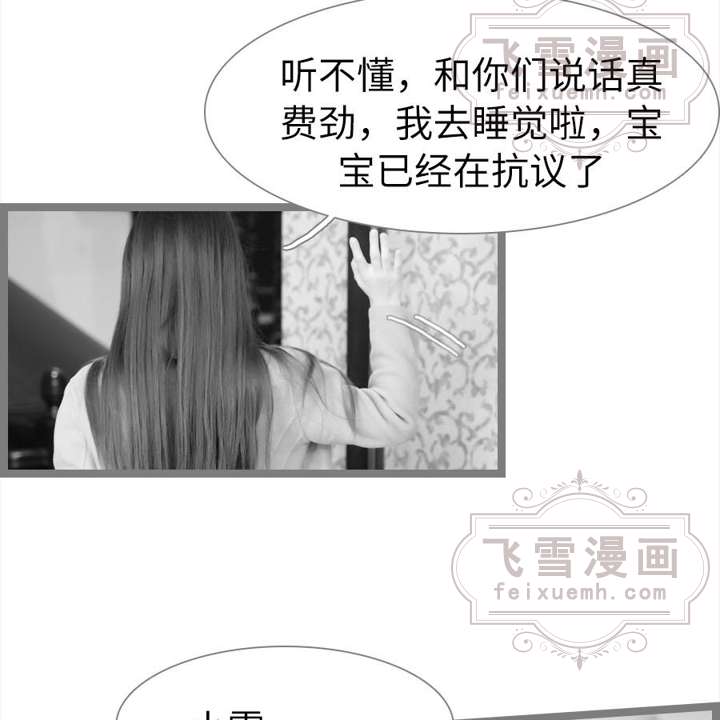 飞雪漫画
feixuemh.com
听不懂，和你们说话真
费劲，我去睡觉啦，宝
宝已经在抗议了
飞雪漫画
feixuemh.com